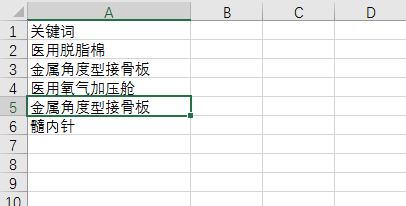 A B C D
1 关键词
2 医用脱脂棉
3 金属角度型接骨板
4 医用氧气加压舱
5 金属角度型接骨板
6 髓内针
7
8
9
10